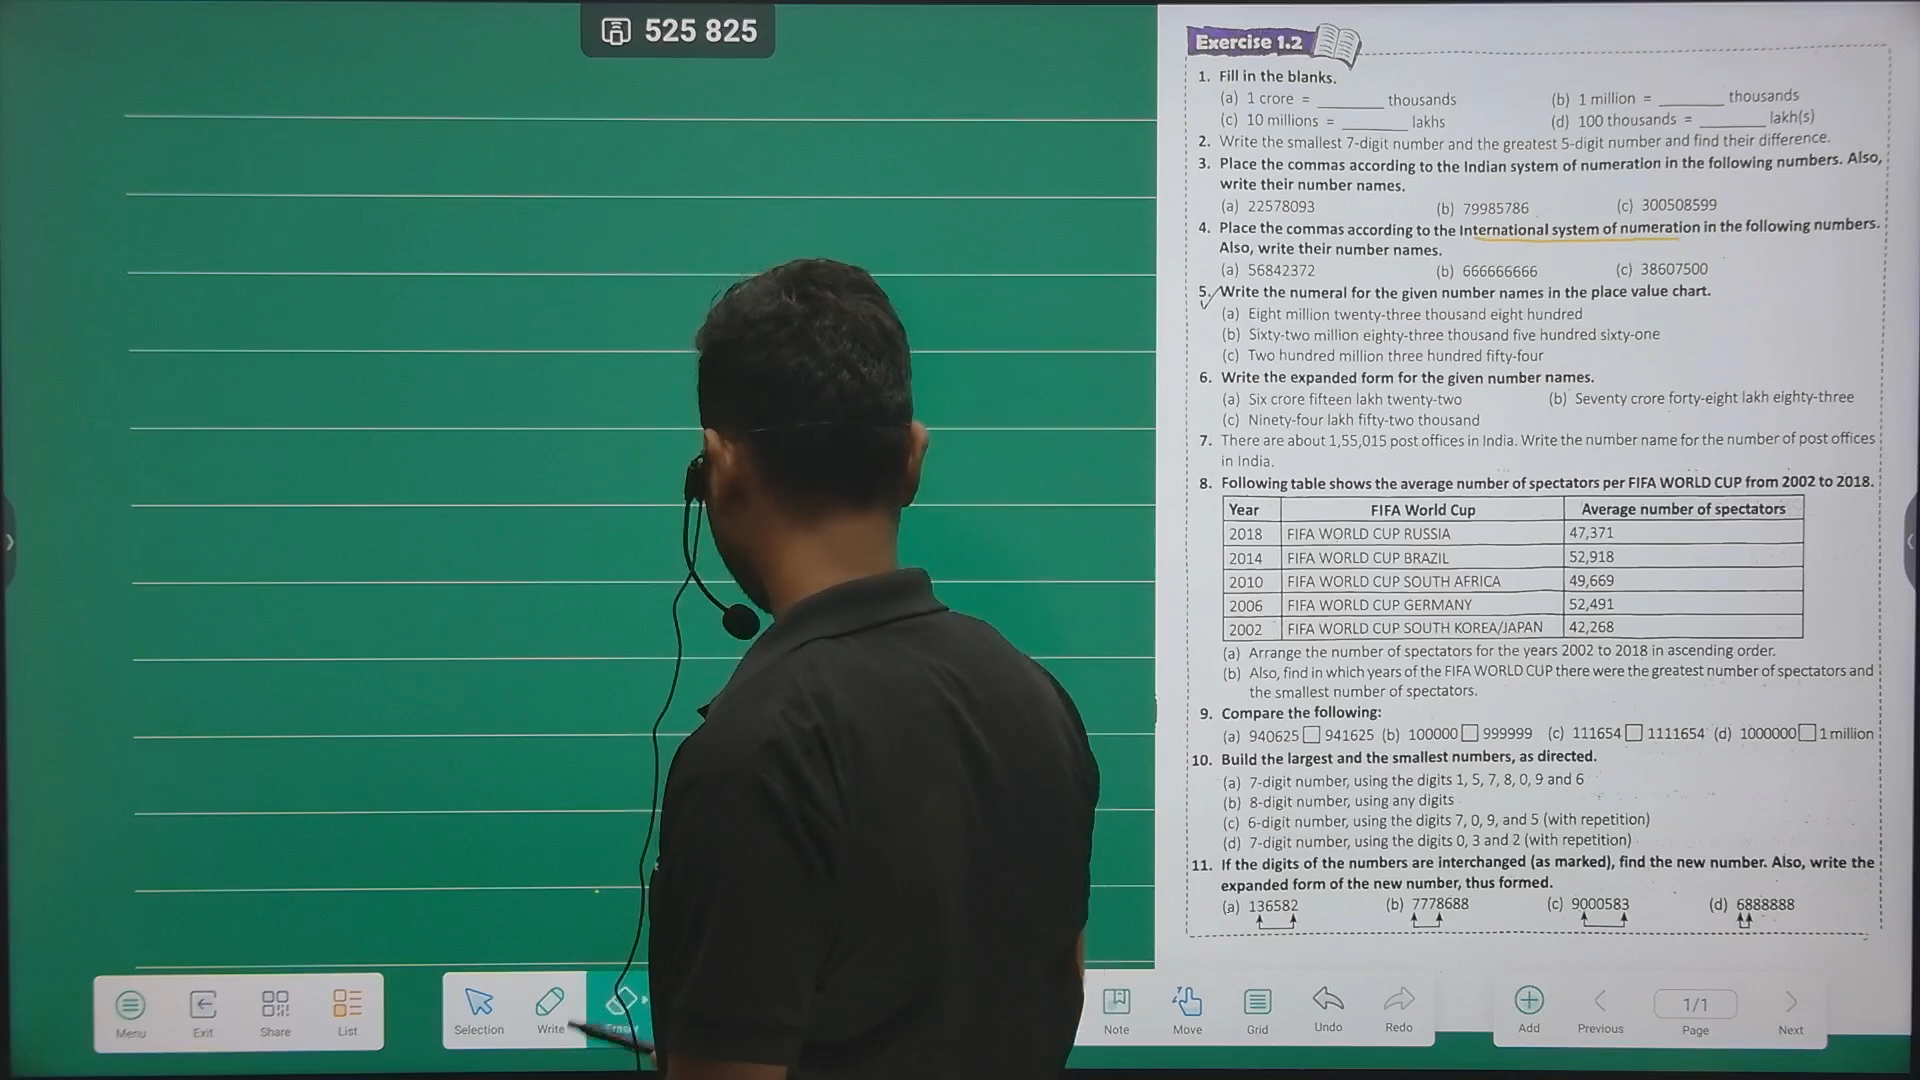 525 825
Exercise 1.2
1. Fill in the blanks.
(a) 1 crore = ________ thousands (b) 1 million = ________ thousands
(c) 10 millions = ________ lakhs (d) 100 thousands = ________ lakh(s)
2. Write the smallest 7-digit number and the greatest 5-digit number and find their difference.
3. Place the commas according to the Indian system of numeration in the following numbers. Also,
write their number names.
(a) 22578093 (b) 79985786 (c) 300508599
4. Place the commas according to the International system of numeration in the following numbers.
Also, write their number names.
(a) 56842372 (b) 666666666 (c) 38607500
5. Write the numeral for the given number names in the place value chart.
(a) Eight million twenty-three thousand eight hundred
(b) Sixty-two million eighty-three thousand five hundred sixty-one
(c) Two hundred million three hundred fifty-four
6. Write the expanded form for the given number names.
(a) Six crore fifteen lakh twenty-two (b) Seventy crore forty-eight lakh eighty-three
(c) Ninety-four lakh fifty-two thousand
7. There are about 1,55,015 post offices in India. Write the number name for the number of post offices
in India.
8. Following table shows the average number of spectators per FIFA WORLD CUP from 2002 to 2018.
Year FIFA World Cup Average number of spectators
2018 FIFA WORLD CUP RUSSIA 47,371
2014 FIFA WORLD CUP BRAZIL 52,918
2010 FIFA WORLD CUP SOUTH AFRICA 49,669
2006 FIFA WORLD CUP GERMANY 52,491
2002 FIFA WORLD CUP SOUTH KOREA/JAPAN 42,268
(a) Arrange the number of spectators for the years 2002 to 2018 in ascending order.
(b) Also, find in which years of the FIFA WORLD CUP there were the greatest number of spectators and
the smallest number of spectators.
9. Compare the following:
(a) 940625 □ 941625 (b) 100000 □ 999999 (c) 111654 □ 1111654 (d) 1000000 □ 1 million
10. Build the largest and the smallest numbers, as directed.
(a) 7-digit number, using the digits 1, 5, 7, 8, 0, 9 and 6
(b) 8-digit number, using any digits
(c) 6-digit number, using the digits 7, 0, 9, and 5 (with repetition)
(d) 7-digit number, using the digits 0, 3 and 2 (with repetition)
11. If the digits of the numbers are interchanged (as marked), find the new number. Also, write the
expanded form of the new number, thus formed.
(a) 136582 (b) 7778688 (c) 9000583 (d) 6888888
Menu Exit Share List Selection Write Eraser Note Move Grid Undo Redo Add Previous 1/1 Page Next